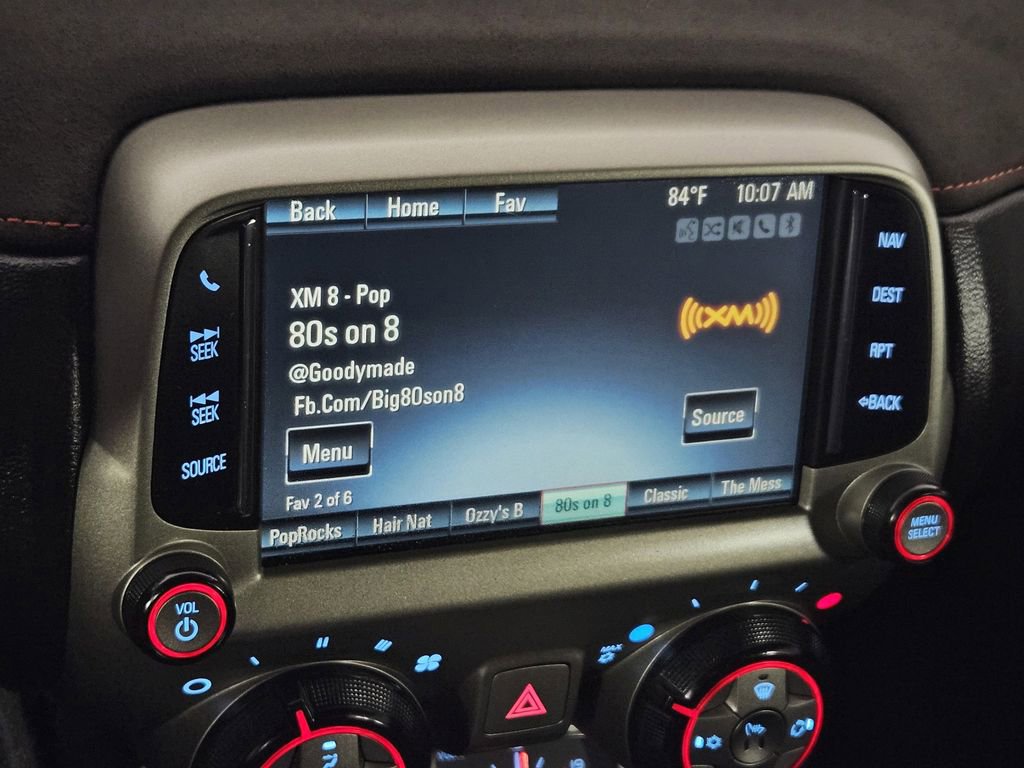 Back Home Fav 84°F 10:07 AM
XM 8 - Pop
80s on 8
@Goodymade
Fb.Com/Big80son8
((XM))
Menu
Source
Fav 2 of 6
PopRocks Hair Nat Ozzy's B 80s on 8 Classic The Mess
SEEK
SEEK
SOURCE
NAV
DEST
RPT
BACK
VOL
MENU
SELECT
MAX